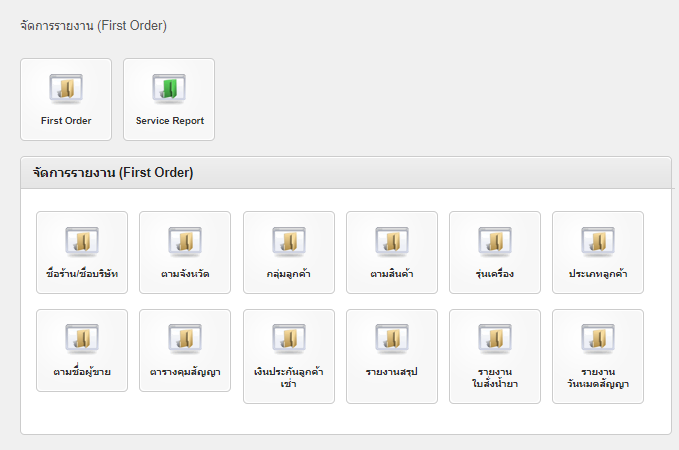 จัดการรายงาน (First Order)
First Order
Service Report
จัดการรายงาน (First Order)
ชื่อร้าน/ชื่อบริษัท
ตามจังหวัด
กลุ่มลูกค้า
ตามสินค้า
รุ่นเครื่อง
ประเภทลูกค้า
ตามชื่อผู้ขาย
ตารางคุมสัญญา
เงินประกันลูกค้า
เช่า
รายงานสรุป
รายงาน
ใบสั่งน้ำยา
รายงาน
วันหมดสัญญา